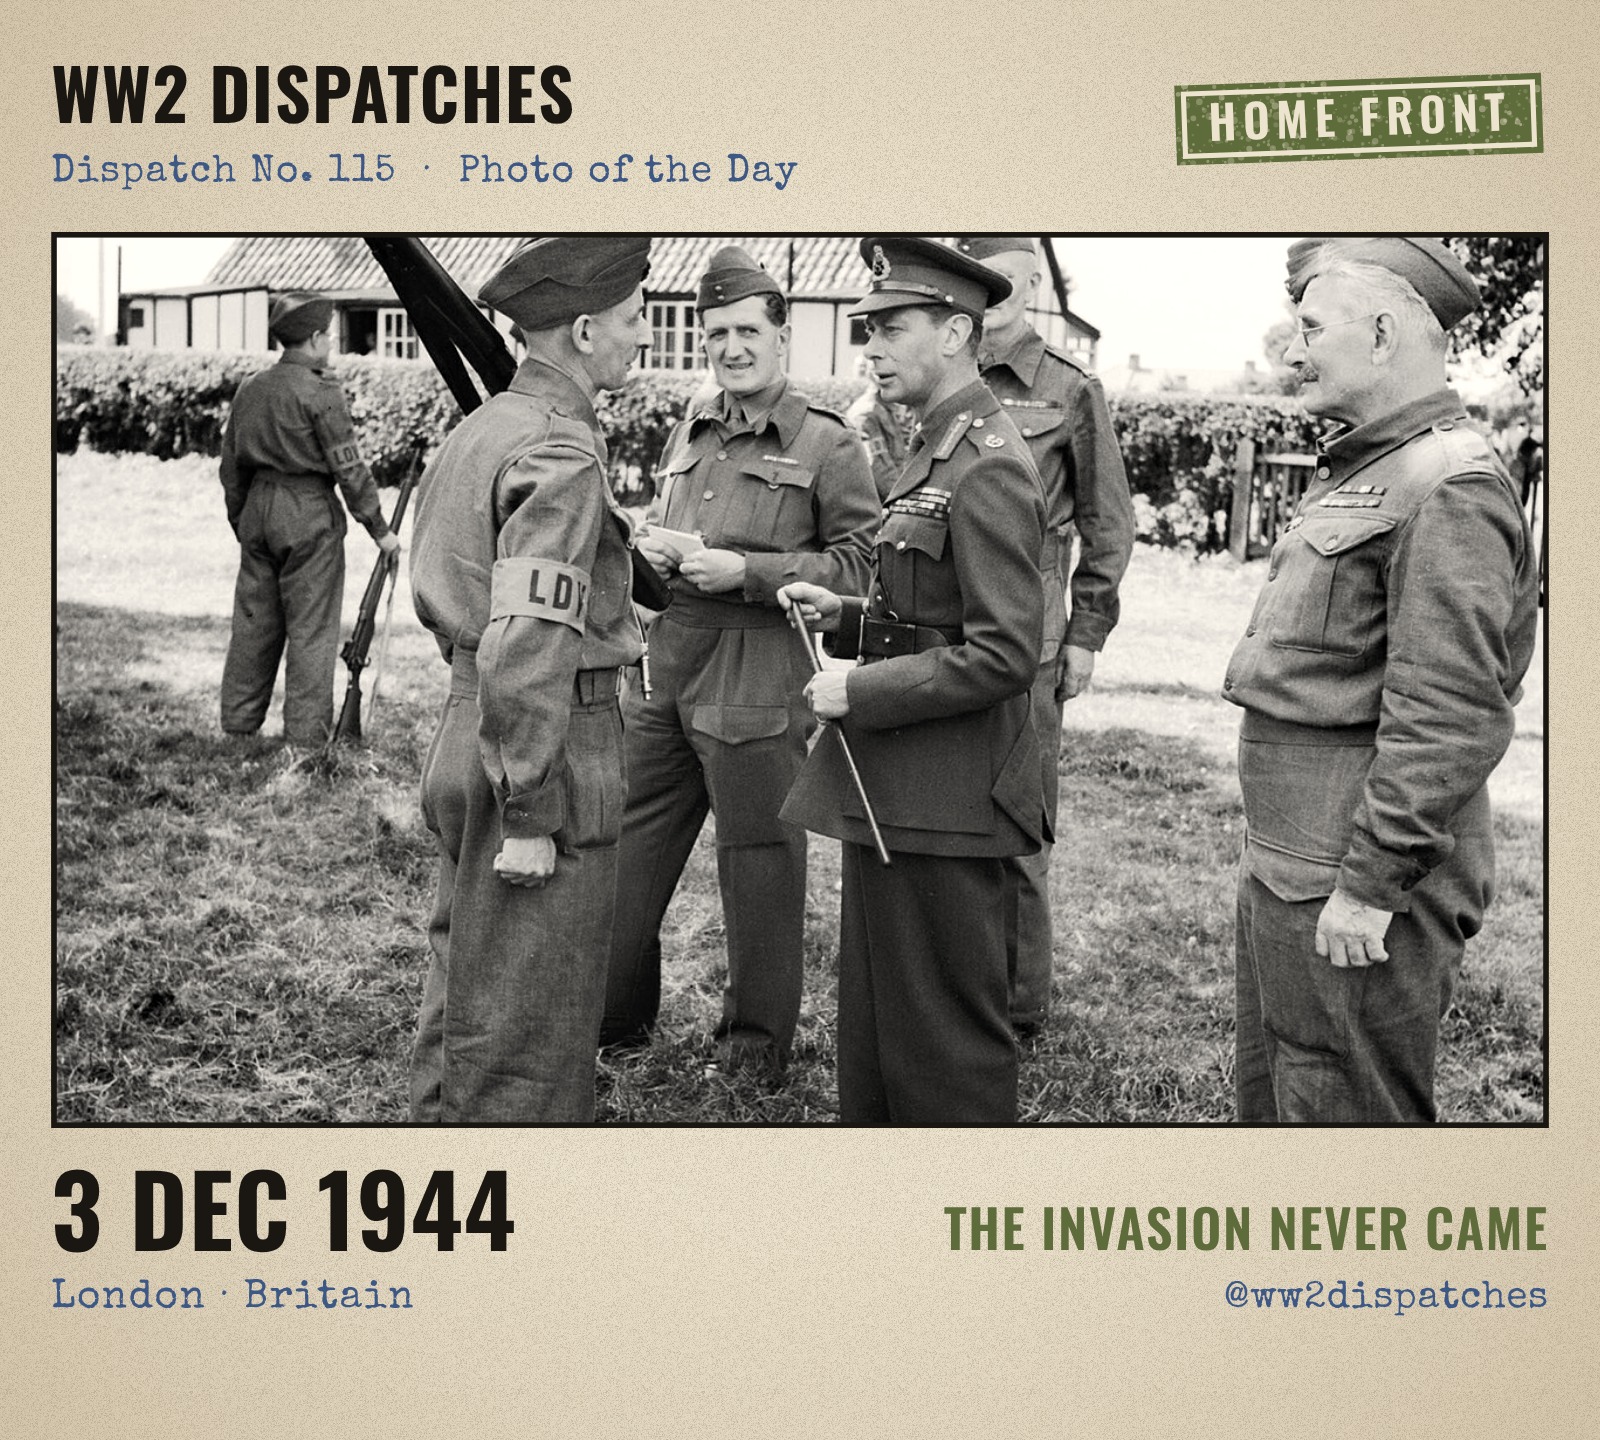 WW2 DISPATCHES
HOME FRONT
Dispatch No. 115 · Photo of the Day
LDV
LDV
3 DEC 1944
THE INVASION NEVER CAME
London · Britain
@ww2dispatches